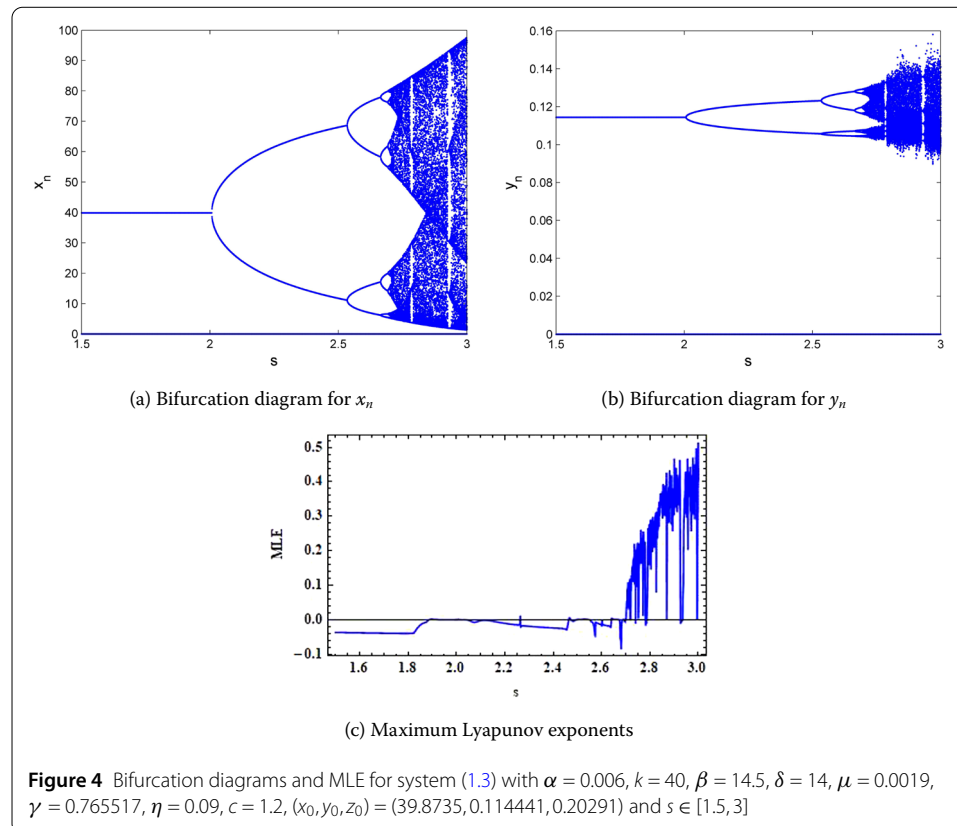 100
90
80
70
60
50
40
30
20
10
0
x_n
1.5 2 2.5 3
s
(a) Bifurcation diagram for x_n
0.16
0.14
0.12
0.1
0.08
0.06
0.04
0.02
0
y_n
1.5 2 2.5 3
s
(b) Bifurcation diagram for y_n
0.5
0.4
0.3
0.2
0.1
0.0
−0.1
MLE
1.6 1.8 2.0 2.2 2.4 2.6 2.8 3.0
s
(c) Maximum Lyapunov exponents
Figure 4 Bifurcation diagrams and MLE for system (1.3) with α = 0.006, k = 40, β = 14.5, δ = 14, μ = 0.0019,
γ = 0.765517, η = 0.09, c = 1.2, (x₀, y₀, z₀) = (39.8735, 0.114441, 0.20291) and s ∈ [1.5, 3]